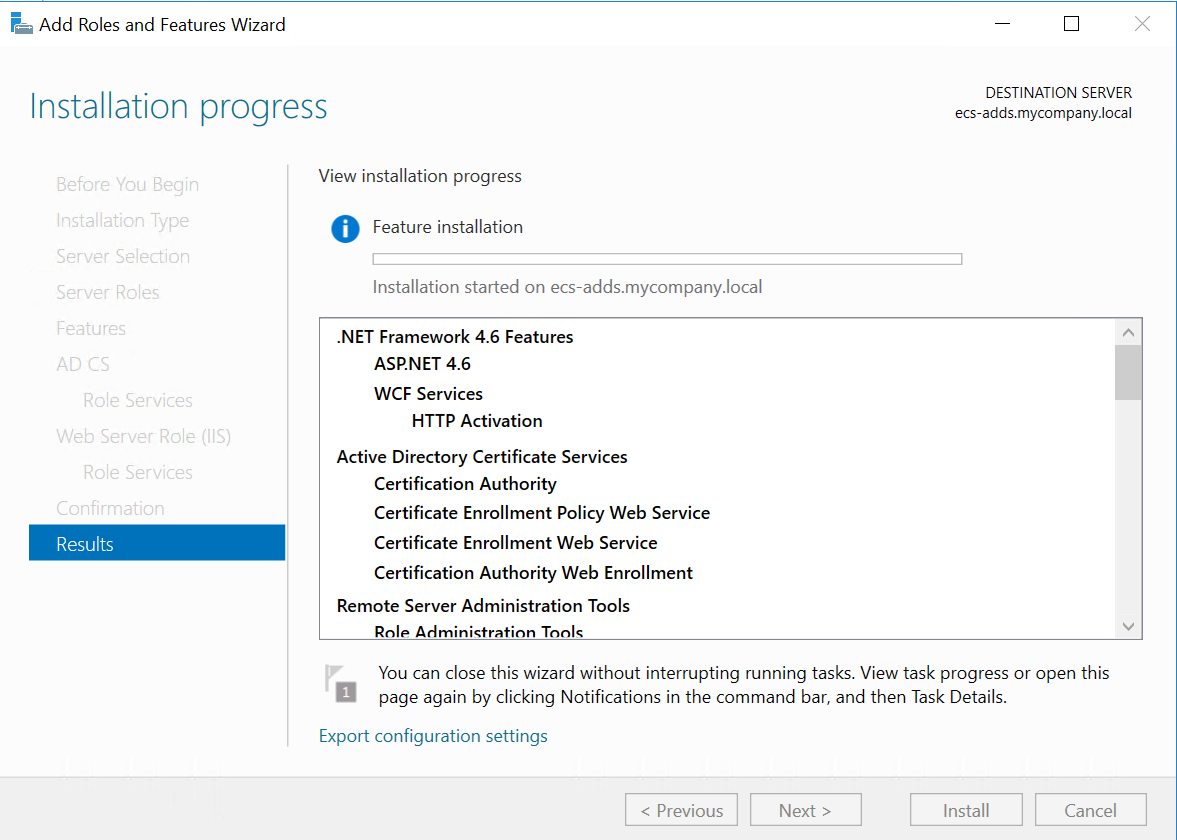 Add Roles and Features Wizard
Installation progress
DESTINATION SERVER
ecs-adds.mycompany.local
Before You Begin
Installation Type
Server Selection
Server Roles
Features
AD CS
Role Services
Web Server Role (IIS)
Role Services
Confirmation
Results
View installation progress
Feature installation
Installation started on ecs-adds.mycompany.local
.NET Framework 4.6 Features
ASP.NET 4.6
WCF Services
HTTP Activation
Active Directory Certificate Services
Certification Authority
Certificate Enrollment Policy Web Service
Certificate Enrollment Web Service
Certification Authority Web Enrollment
Remote Server Administration Tools
Role Administration Tools
1
You can close this wizard without interrupting running tasks. View task progress or open this
page again by clicking Notifications in the command bar, and then Task Details.
Export configuration settings
< Previous
Next >
Install
Cancel